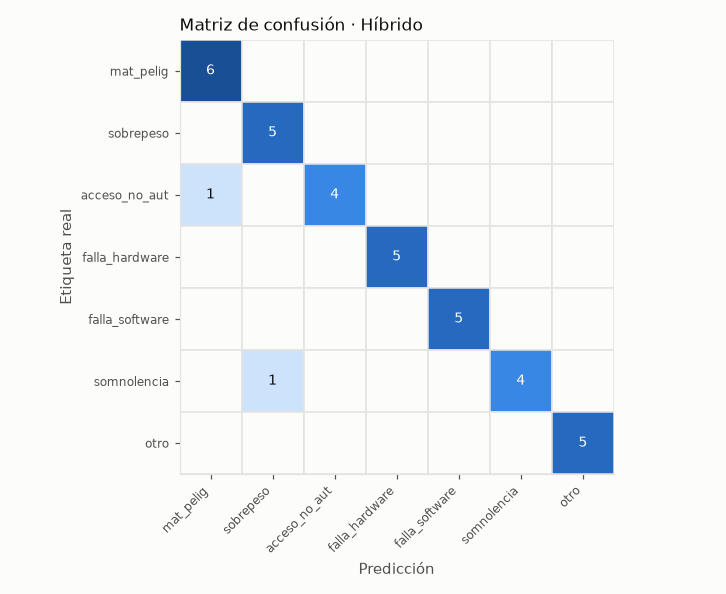 Matriz de confusión · Híbrido
Etiqueta real
mat_pelig 6
sobrepeso 5
acceso_no_aut 1 4
falla_hardware 5
falla_software 5
somnolencia 1 4
otro 5
mat_pelig sobrepeso acceso_no_aut falla_hardware falla_software somnolencia otro
Predicción